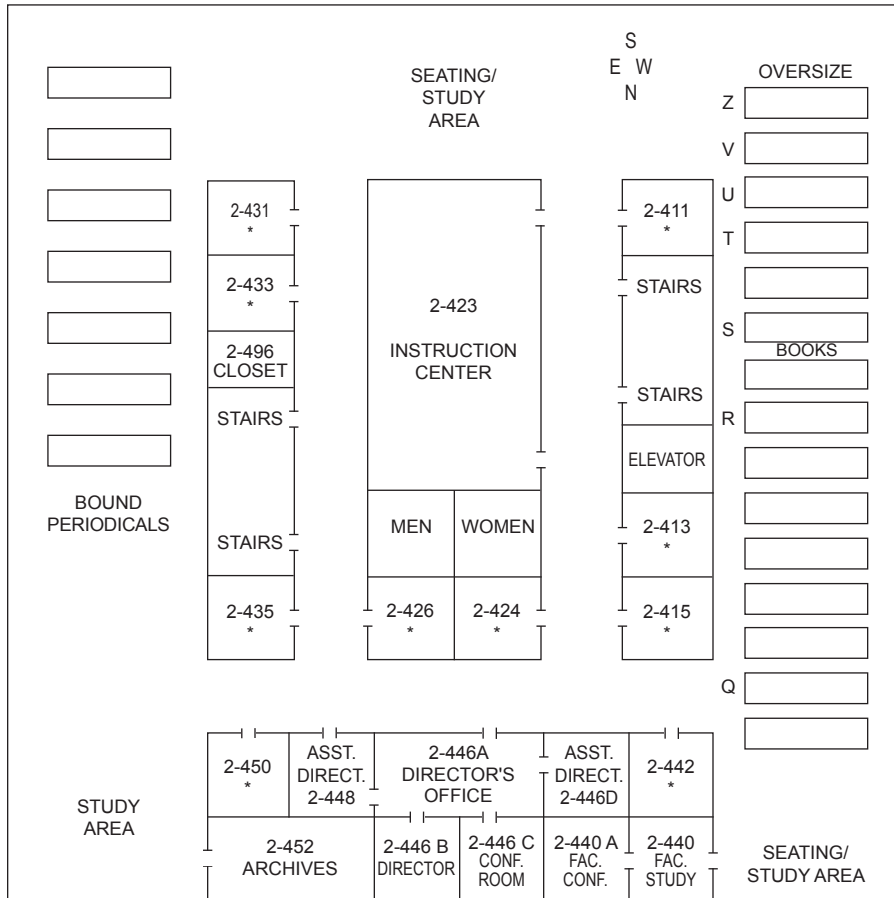 S
E W
N
SEATING/
STUDY
AREA
OVERSIZE
Z
V
U
T
S
BOOKS
R
Q
2-431
*
2-433
*
2-496
CLOSET
STAIRS
STAIRS
2-435
*
BOUND
PERIODICALS
2-423
INSTRUCTION
CENTER
MEN
WOMEN
2-426
*
2-424
*
2-411
*
STAIRS
STAIRS
ELEVATOR
2-413
*
2-415
*
2-450
*
ASST.
DIRECT.
2-448
2-446A
DIRECTOR'S
OFFICE
ASST.
DIRECT.
2-446D
2-442
*
STUDY
AREA
2-452
ARCHIVES
2-446 B
DIRECTOR
2-446 C
CONF.
ROOM
2-440 A
FAC.
CONF.
2-440
FAC.
STUDY
SEATING/
STUDY AREA